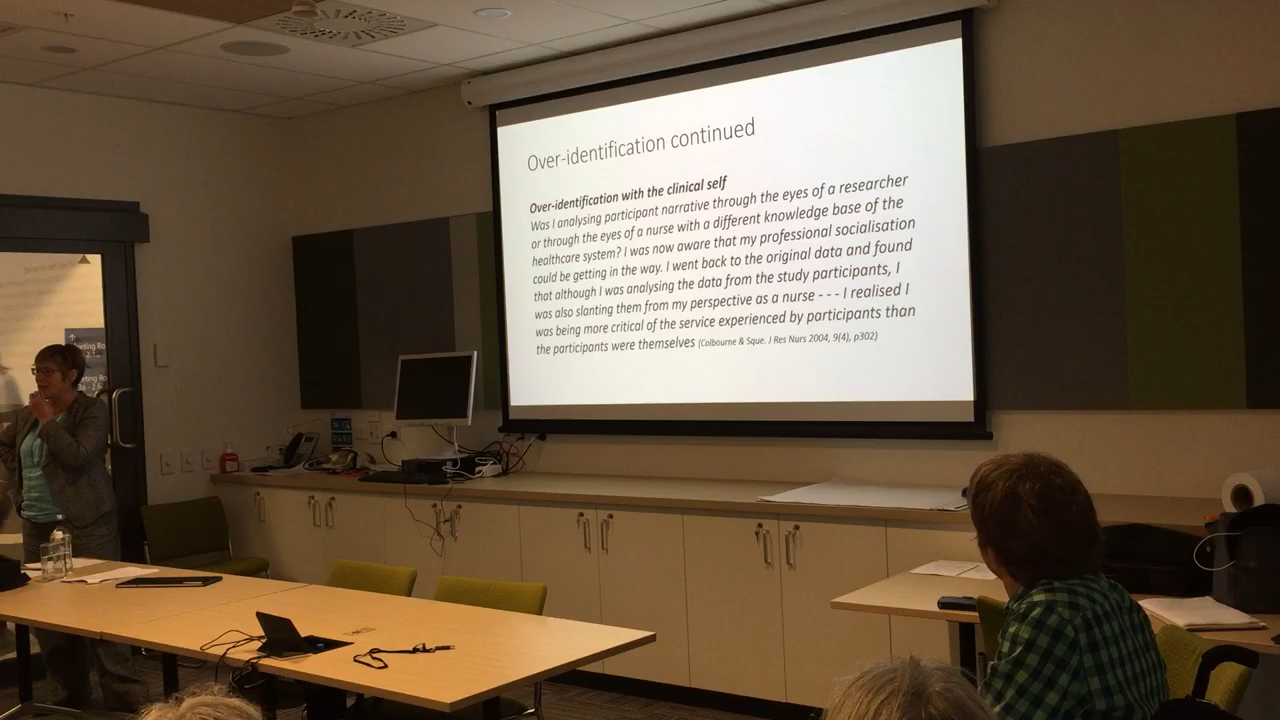 Over-identification continued
Over-identification with the clinical self
Was I analysing participant narrative through the eyes of a researcher
or through the eyes of a nurse with a different knowledge base of the
healthcare system? I was now aware that my professional socialisation
could be getting in the way. I went back to the original data and found
that although I was analysing the data from the study participants, I
was also slanting them from my perspective as a nurse - - - I realised I
was being more critical of the service experienced by participants than
the participants were themselves (Colbourne & Sque. J Res Nurs 2004, 9(4), p302)